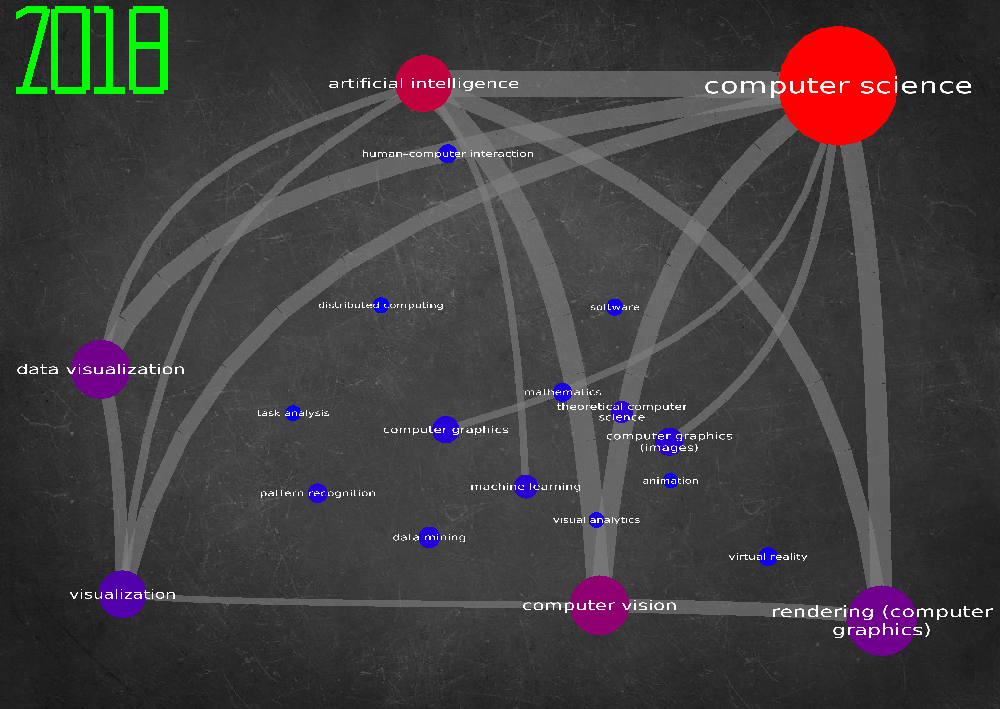 2018
artificial intelligence
computer science
human-computer interaction
distributed computing
software
data visualization
mathematics
theoretical computer
science
task analysis
computer graphics
computer graphics
(images)
animation
machine learning
pattern recognition
visual analytics
data mining
virtual reality
visualization
computer vision
rendering (computer
graphics)